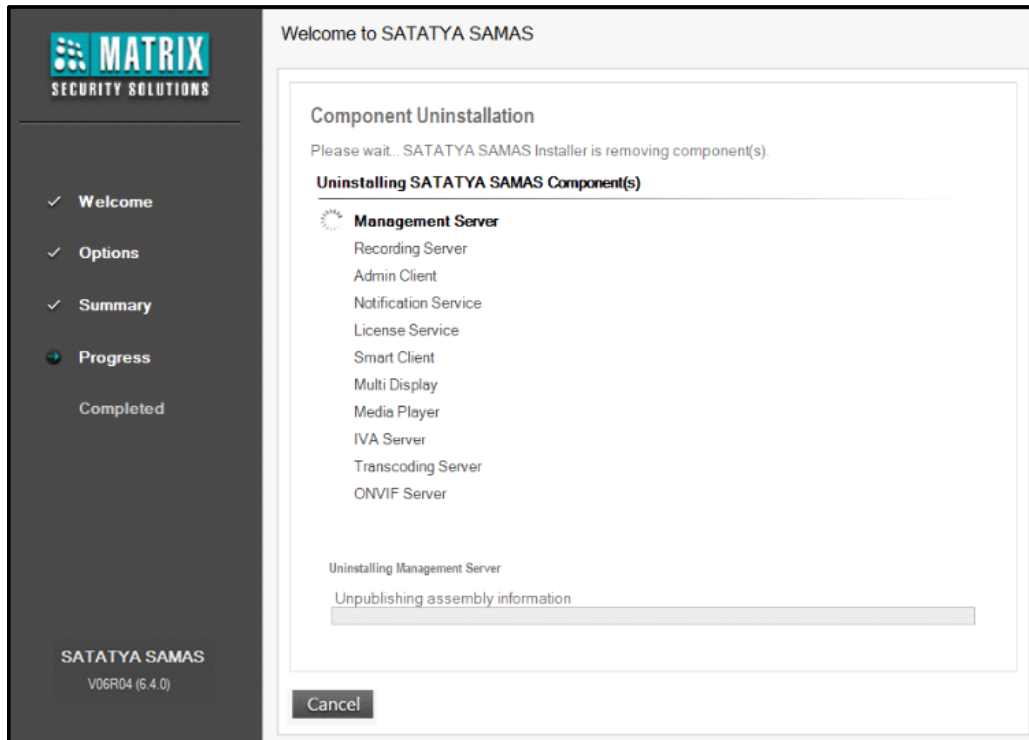 MATRIX
SECURITY SOLUTIONS
Welcome
Options
Summary
Progress
Completed
SATATYA SAMAS
V06R04 (6.4.0)
Welcome to SATATYA SAMAS
Component Uninstallation
Please wait... SATATYA SAMAS Installer is removing component(s).
Uninstalling SATATYA SAMAS Component(s)
Management Server
Recording Server
Admin Client
Notification Service
License Service
Smart Client
Multi Display
Media Player
IVA Server
Transcoding Server
ONVIF Server
Uninstalling Management Server
Unpublishing assembly information
Cancel